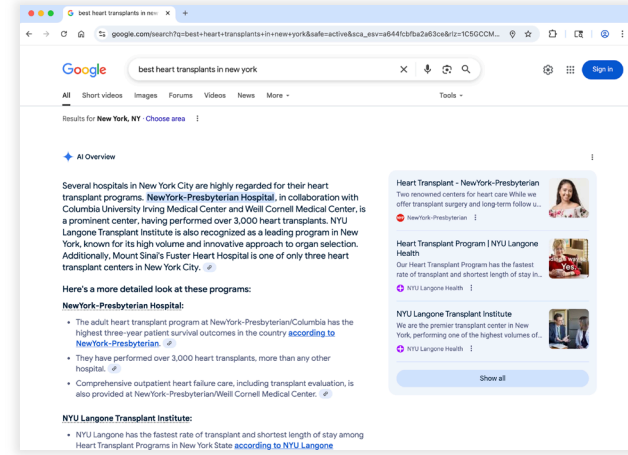 best heart transplants in new
google.com/search?q=best+heart+transplants+in+new+york&safe=active&sca_esv=a644fcbfba2a63ce&rlz=1C5GCCM...
Google
best heart transplants in new york
Sign in
All Short videos Images Forums Videos News More Tools
Results for New York, NY · Choose area
AI Overview
Several hospitals in New York City are highly regarded for their heart
transplant programs. NewYork-Presbyterian Hospital, in collaboration with
Columbia University Irving Medical Center and Weill Cornell Medical Center, is
a prominent center, having performed over 3,000 heart transplants. NYU
Langone Transplant Institute is also recognized as a leading program in New
York, known for its high volume and innovative approach to organ selection.
Additionally, Mount Sinai's Fuster Heart Hospital is one of only three heart
transplant centers in New York City.
Here's a more detailed look at these programs:
NewYork-Presbyterian Hospital:
• The adult heart transplant program at NewYork-Presbyterian/Columbia has the
highest three-year patient survival outcomes in the country according to
NewYork-Presbyterian.
• They have performed over 3,000 heart transplants, more than any other
hospital.
• Comprehensive outpatient heart failure care, including transplant evaluation, is
also provided at NewYork-Presbyterian/Weill Cornell Medical Center.
NYU Langone Transplant Institute:
• NYU Langone has the fastest rate of transplant and shortest length of stay among
Heart Transplant Programs in New York State according to NYU Langone
Heart Transplant - NewYork-Presbyterian
Two renowned centers for heart care While we
offer transplant surgery and long-term follow u...
NewYork-Presbyterian
Heart Transplant Program | NYU Langone
Health
Our Heart Transplant Program has the fastest
rate of transplant and shortest length of stay in...
NYU Langone Health
Yes.
NYU Langone Transplant Institute
We are the premier transplant center in New
York, performing one of the highest volumes of...
NYU Langone Health
Show all